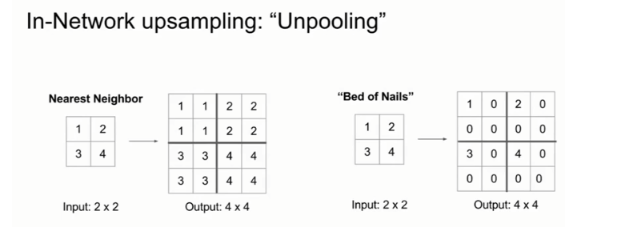 In-Network upsampling: “Unpooling”
Nearest Neighbor
1 2
3 4
Input: 2 x 2
1 1 2 2
1 1 2 2
3 3 4 4
3 3 4 4
Output: 4 x 4
“Bed of Nails”
1 2
3 4
Input: 2 x 2
1 0 2 0
0 0 0 0
3 0 4 0
0 0 0 0
Output: 4 x 4